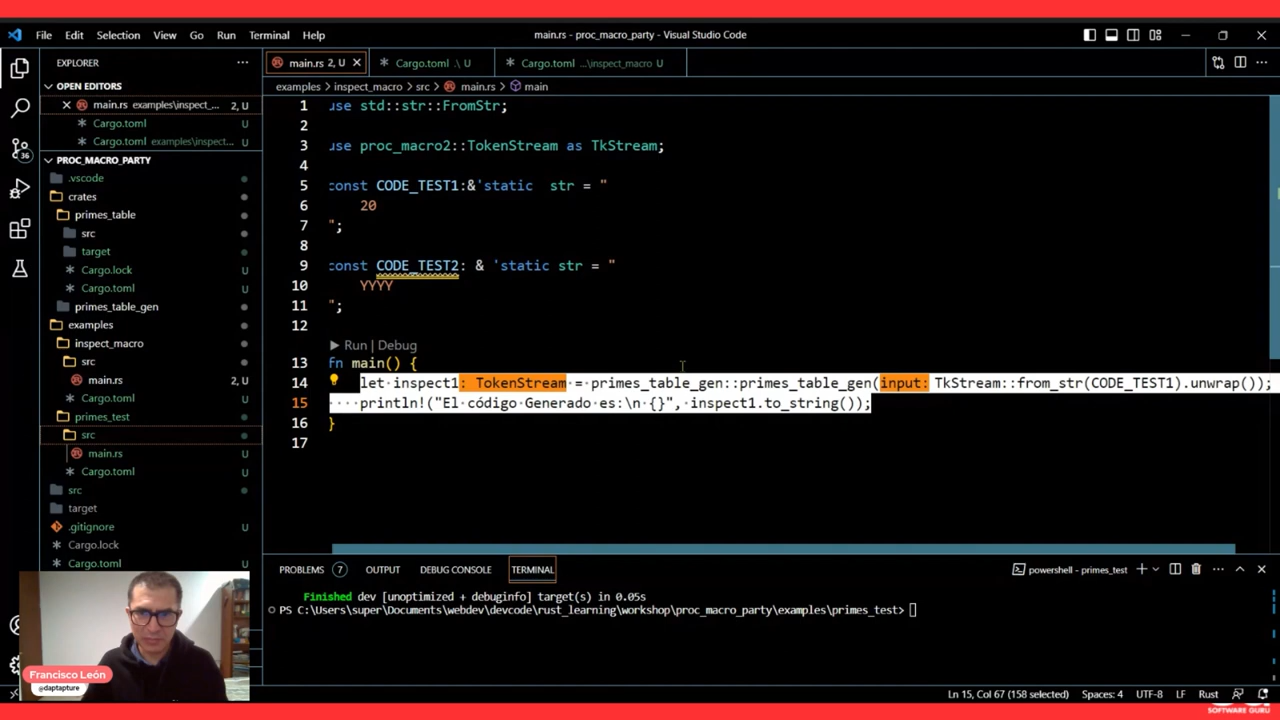 File Edit Selection View Go Run Terminal Help
main.rs - proc_macro_party - Visual Studio Code
EXPLORER
OPEN EDITORS
main.rs examples\inspect_... 2, U
Cargo.toml U
Cargo.toml examples\inspect... U
PROC_MACRO_PARTY
.vscode
crates
primes_table
src
target
Cargo.lock U
Cargo.toml U
primes_table_gen
examples
inspect_macro
src
main.rs 2, U
Cargo.toml U
primes_test
src
main.rs U
Cargo.toml U
src
target
.gitignore U
Cargo.lock
Cargo.toml U
36
main.rs 2, U
Cargo.toml .\ U
Cargo.toml ...\inspect_macro U
examples > inspect_macro > src > main.rs > main
1 use std::str::FromStr;
2
3 use proc_macro2::TokenStream as TkStream;
4
5 const CODE_TEST1:&'static str = "
6 20
7 ";
8
9 const CODE_TEST2: & 'static str = "
10 YYYY
11 ";
12
Run | Debug
13 fn main() {
14 let inspect1: TokenStream = primes_table_gen::primes_table_gen(input: TkStream::from_str(CODE_TEST1).unwrap());
15 println!("El código Generado es:\n {}", inspect1.to_string());
16 }
17
PROBLEMS 7 OUTPUT DEBUG CONSOLE TERMINAL
powershell - primes_test
Finished dev [unoptimized + debuginfo] target(s) in 0.05s
PS C:\Users\super\Documents\webdev\devcode\rust_learning\workshop\proc_macro_party\examples\primes_test>
Francisco León
@daptapture
Ln 15, Col 67 (158 selected) Spaces: 4 UTF-8 LF Rust
SOFTWARE GURU